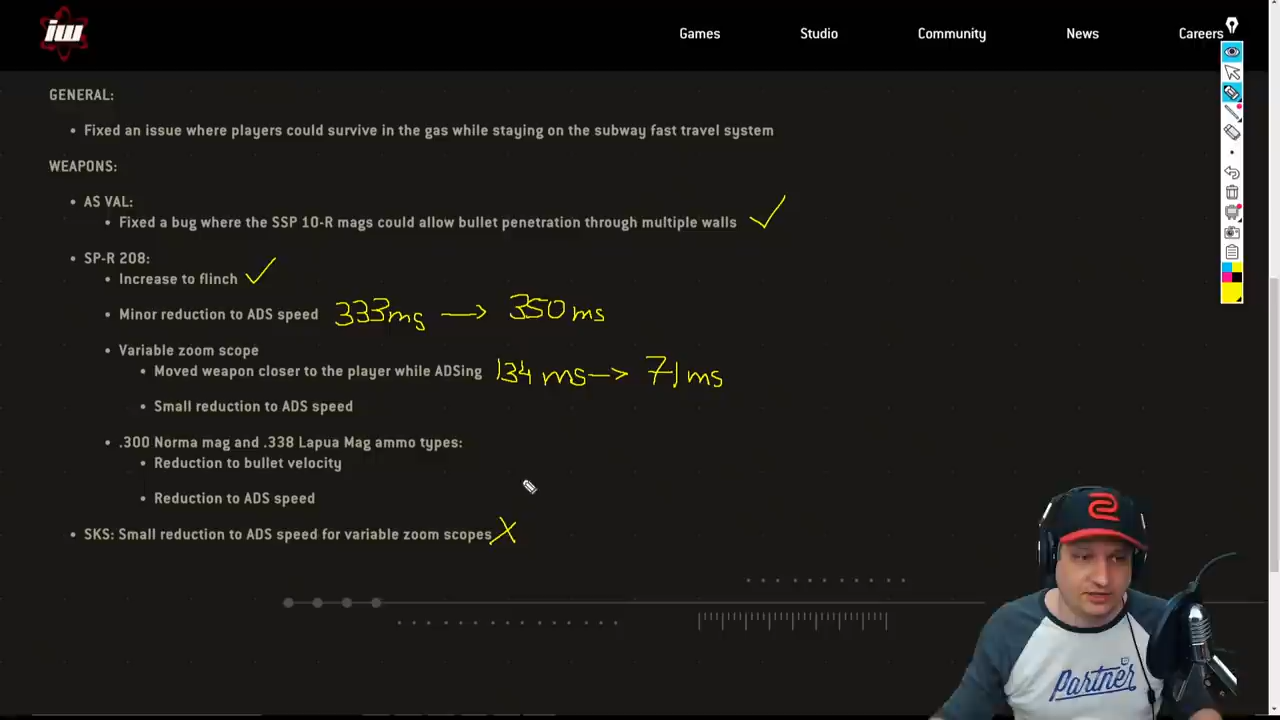 iw
Games Studio Community News Careers
GENERAL:
• Fixed an issue where players could survive in the gas while staying on the subway fast travel system
WEAPONS:
• AS VAL:
• Fixed a bug where the SSP 10-R mags could allow bullet penetration through multiple walls
• SP-R 208:
• Increase to flinch
• Minor reduction to ADS speed 333ms → 350ms
• Variable zoom scope
• Moved weapon closer to the player while ADSing 134 ms → 71ms
• Small reduction to ADS speed
• .300 Norma mag and .338 Lapua Mag ammo types:
• Reduction to bullet velocity
• Reduction to ADS speed
• SKS: Small reduction to ADS speed for variable zoom scopes X
PARTNER